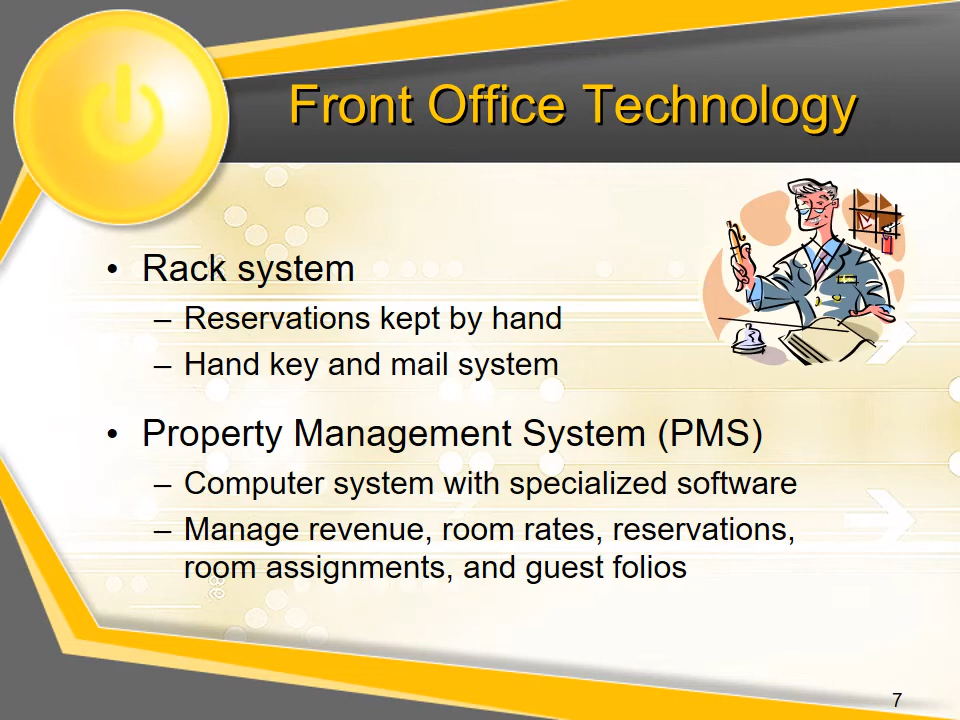 Front Office Technology
• Rack system
– Reservations kept by hand
– Hand key and mail system
• Property Management System (PMS)
– Computer system with specialized software
– Manage revenue, room rates, reservations,
room assignments, and guest folios
7